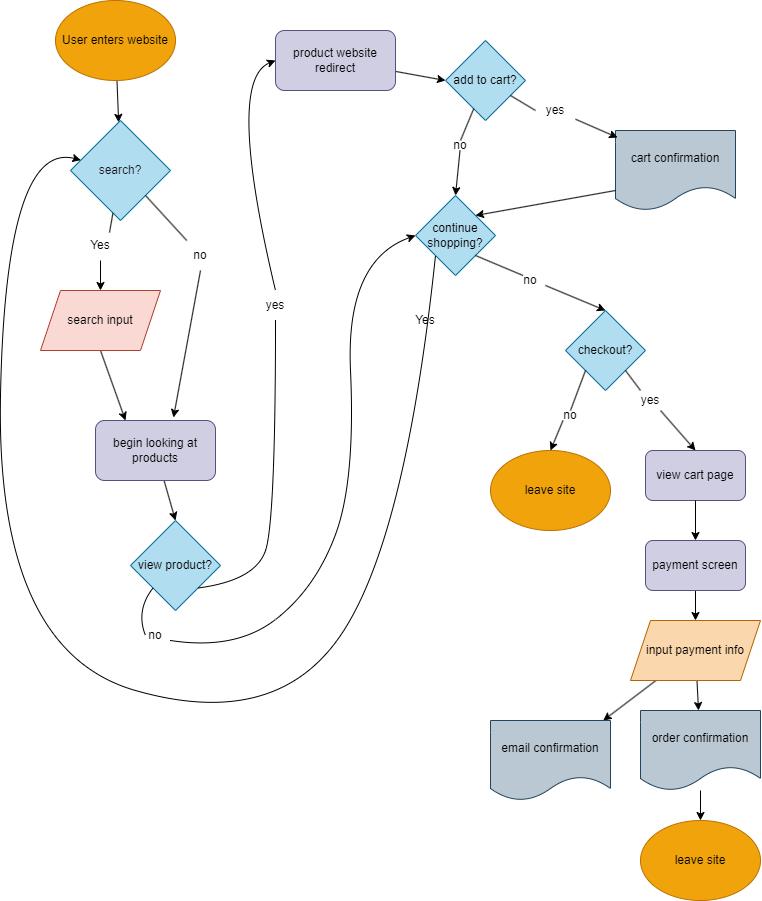 User enters website
search?
Yes
no
search input
begin looking at
products
view product?
no
yes
product website
redirect
add to cart?
yes
no
cart confirmation
continue
shopping?
Yes
no
checkout?
no
yes
leave site
view cart page
payment screen
input payment info
email confirmation
order confirmation
leave site